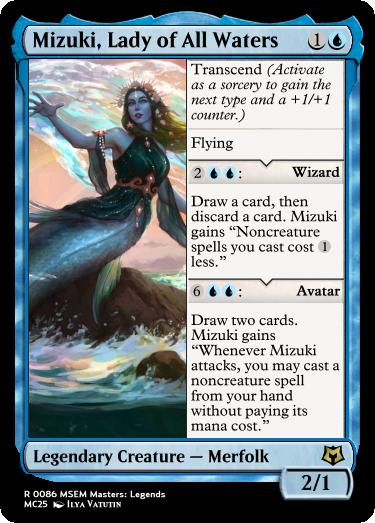 Mizuki, Lady of All Waters 1
Transcend (Activate
as a sorcery to gain the
next type and a +1/+1
counter.)
Flying
2 : Wizard
Draw a card, then
discard a card. Mizuki
gains “Noncreature
spells you cast cost 1
less.”
6 : Avatar
Draw two cards.
Mizuki gains
“Whenever Mizuki
attacks, you may cast a
noncreature spell
from your hand
without paying its
mana cost.”
Legendary Creature — Merfolk
2/1
R 0086 MSEM Masters: Legends
MC25 Ilya Vatutin